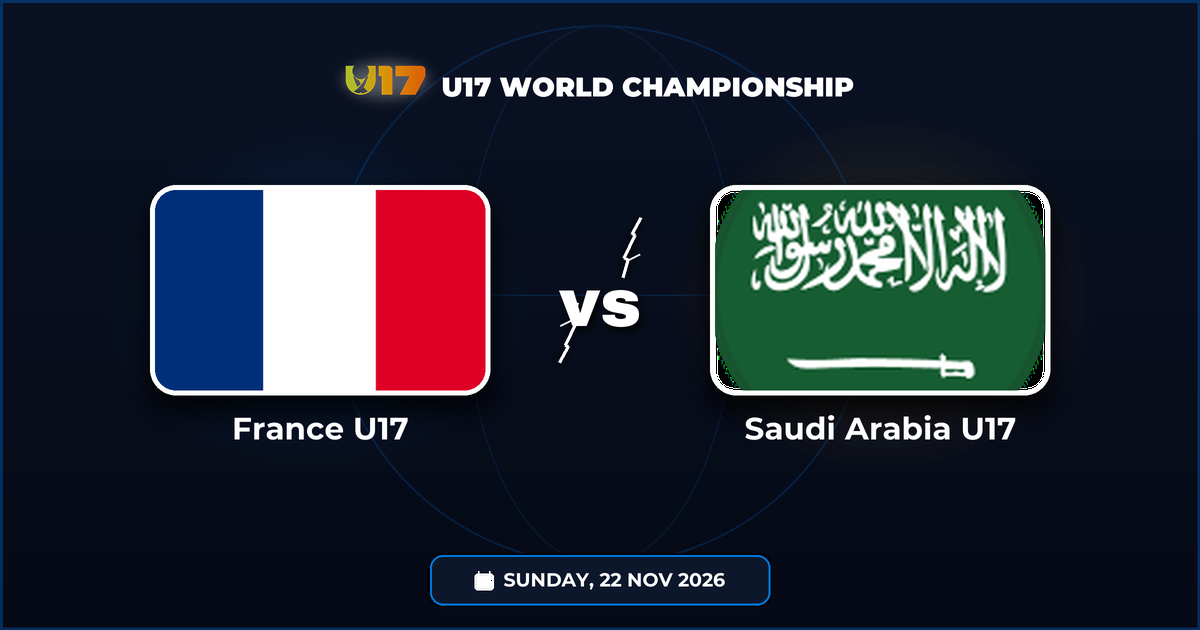 U17 U17 WORLD CHAMPIONSHIP
لا إله إلا الله محمد رسول الله
VS
France U17
Saudi Arabia U17
SUNDAY, 22 NOV 2026